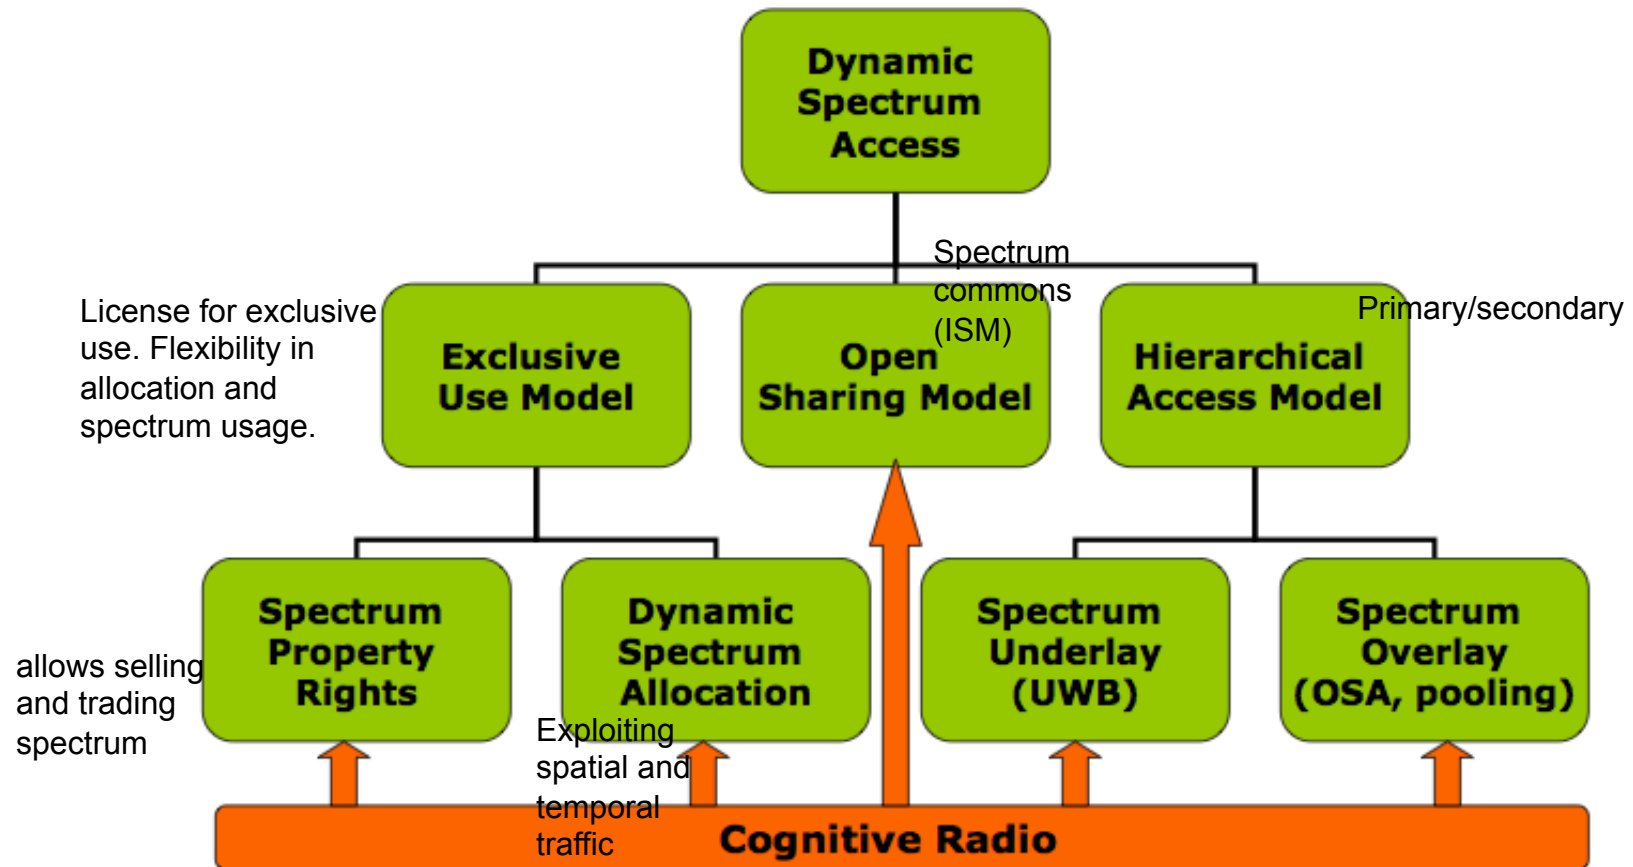 Dynamic
Spectrum
Access
Spectrum
commons
(ISM)
License for exclusive
use. Flexibility in
allocation and
spectrum usage.
Primary/secondary
Exclusive
Use Model
Open
Sharing Model
Hierarchical
Access Model
allows selling
and trading
spectrum
Spectrum
Property
Rights
Dynamic
Spectrum
Allocation
Exploiting
spatial and
temporal
traffic
Spectrum
Underlay
(UWB)
Spectrum
Overlay
(OSA, pooling)
Cognitive Radio